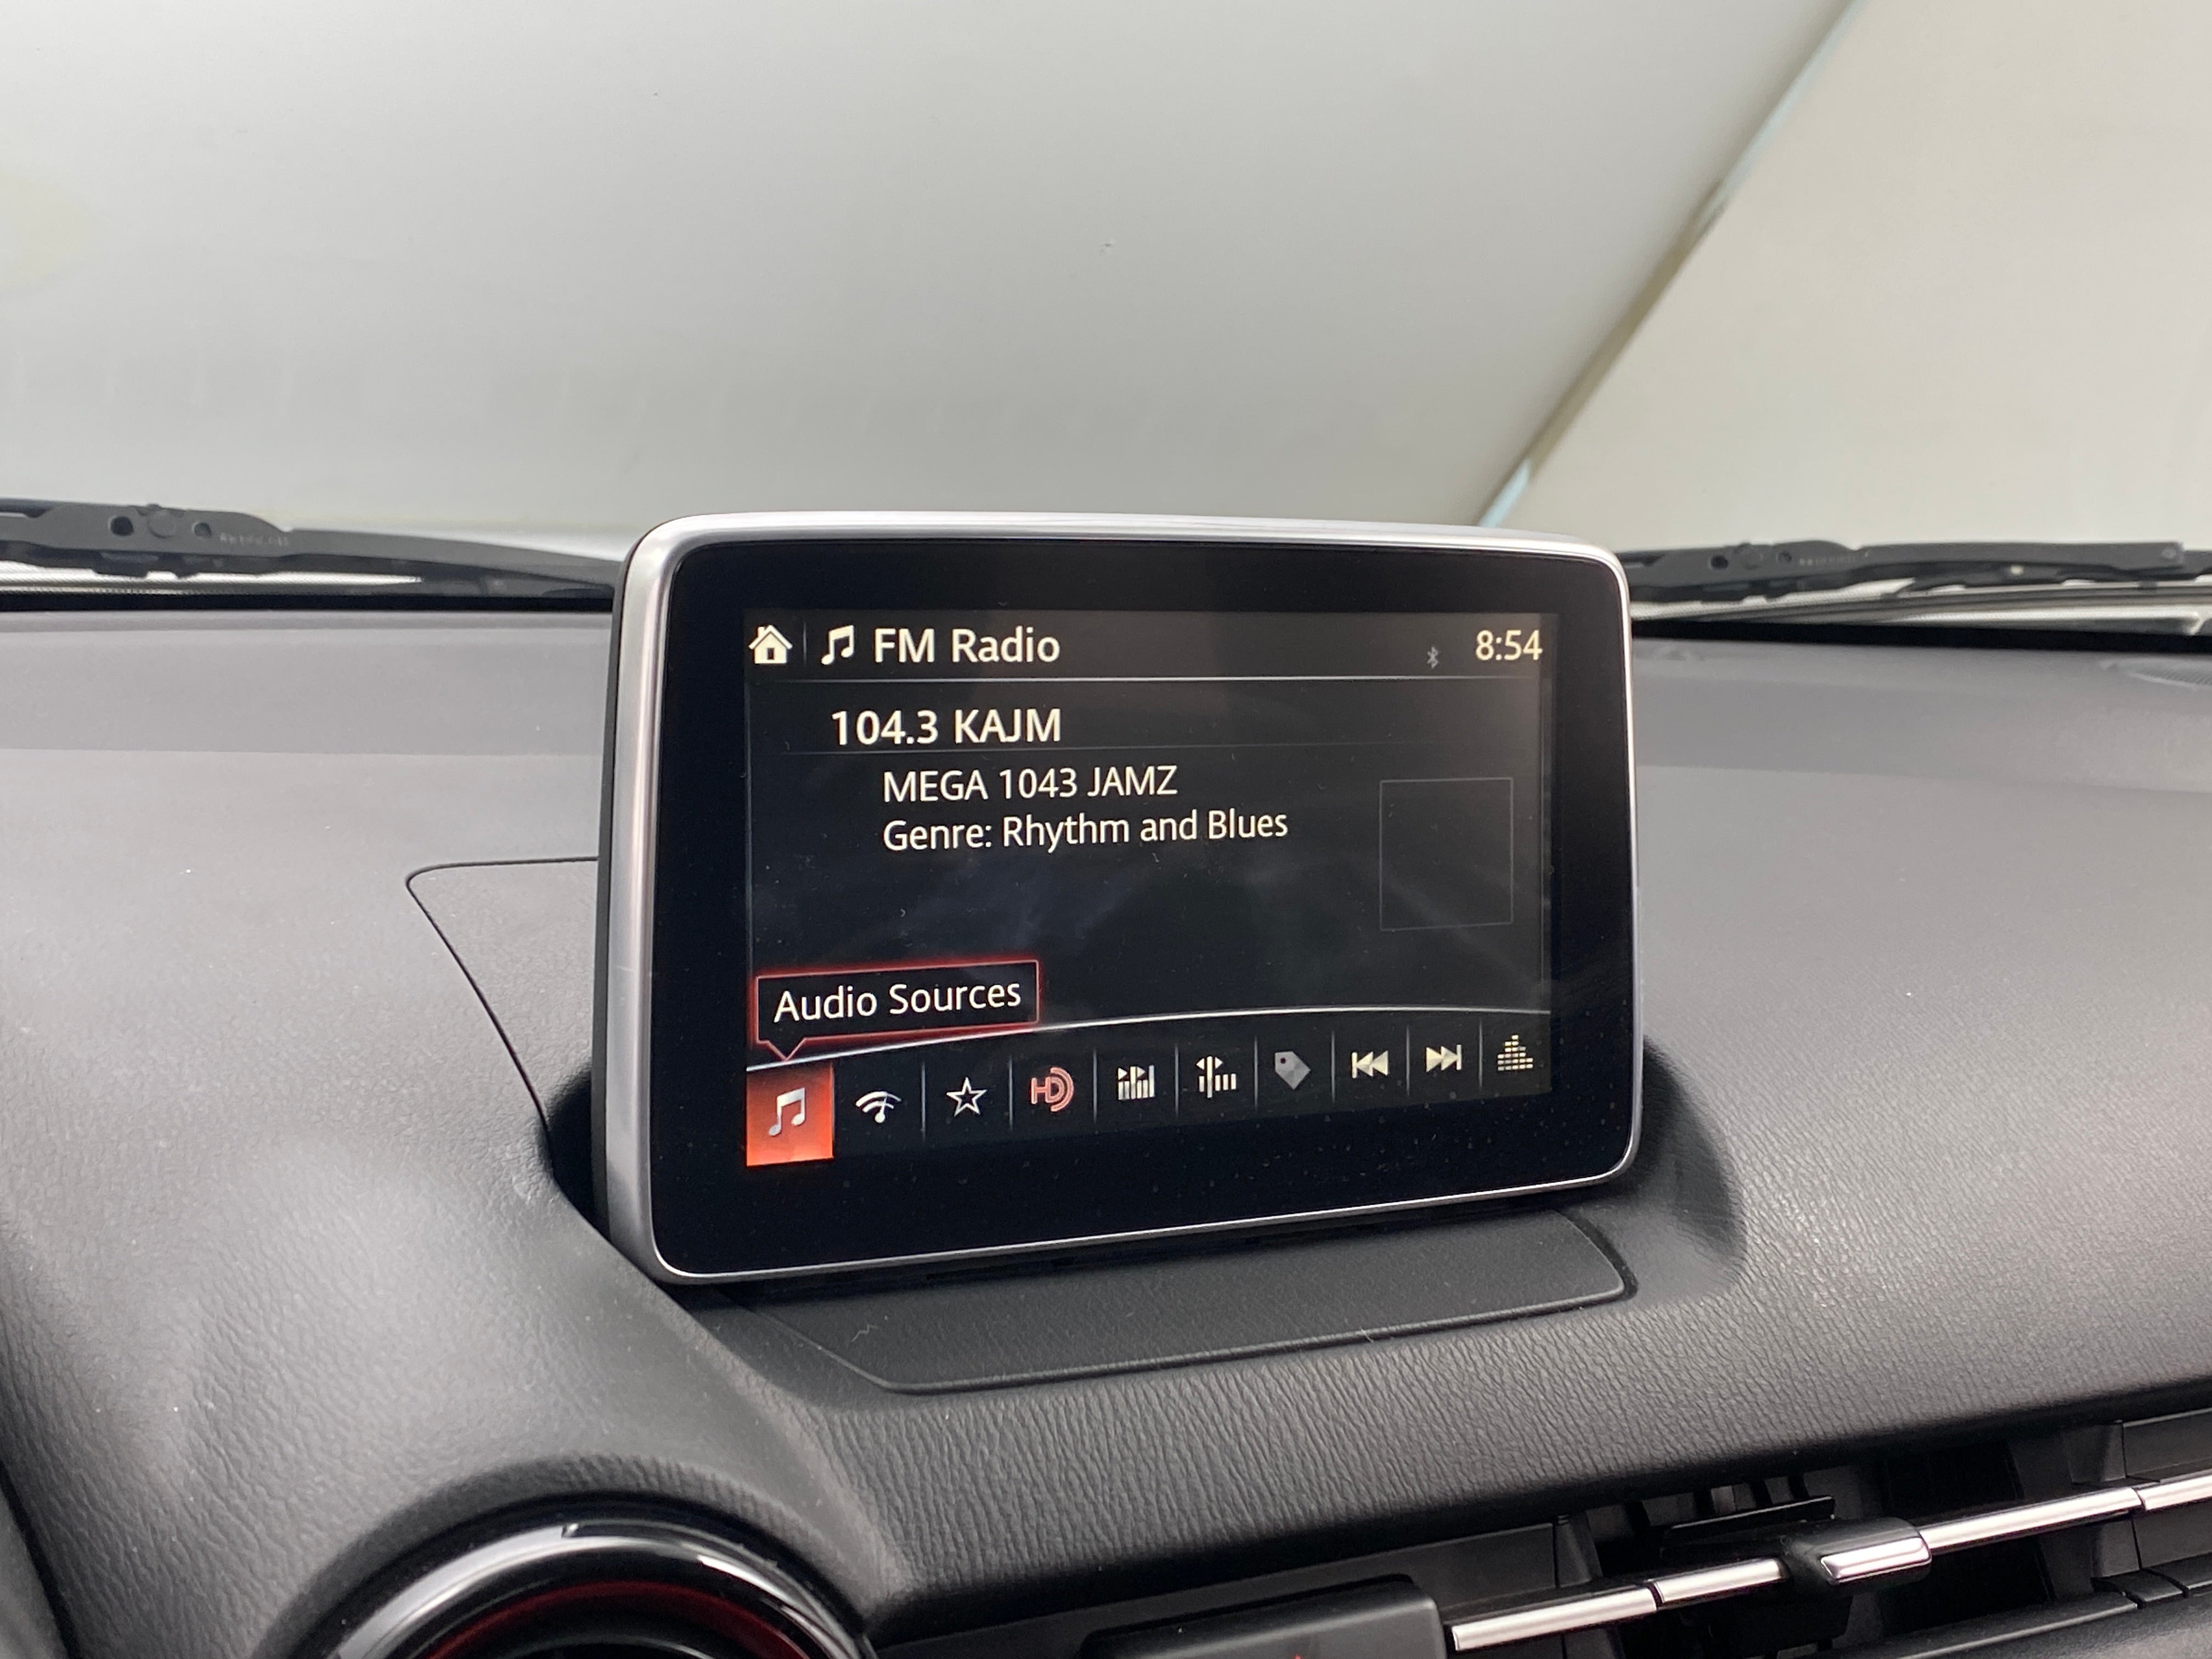 FM Radio
8:54
104.3 KAJM
MEGA 1043 JAMZ
Genre: Rhythm and Blues
Audio Sources
HD